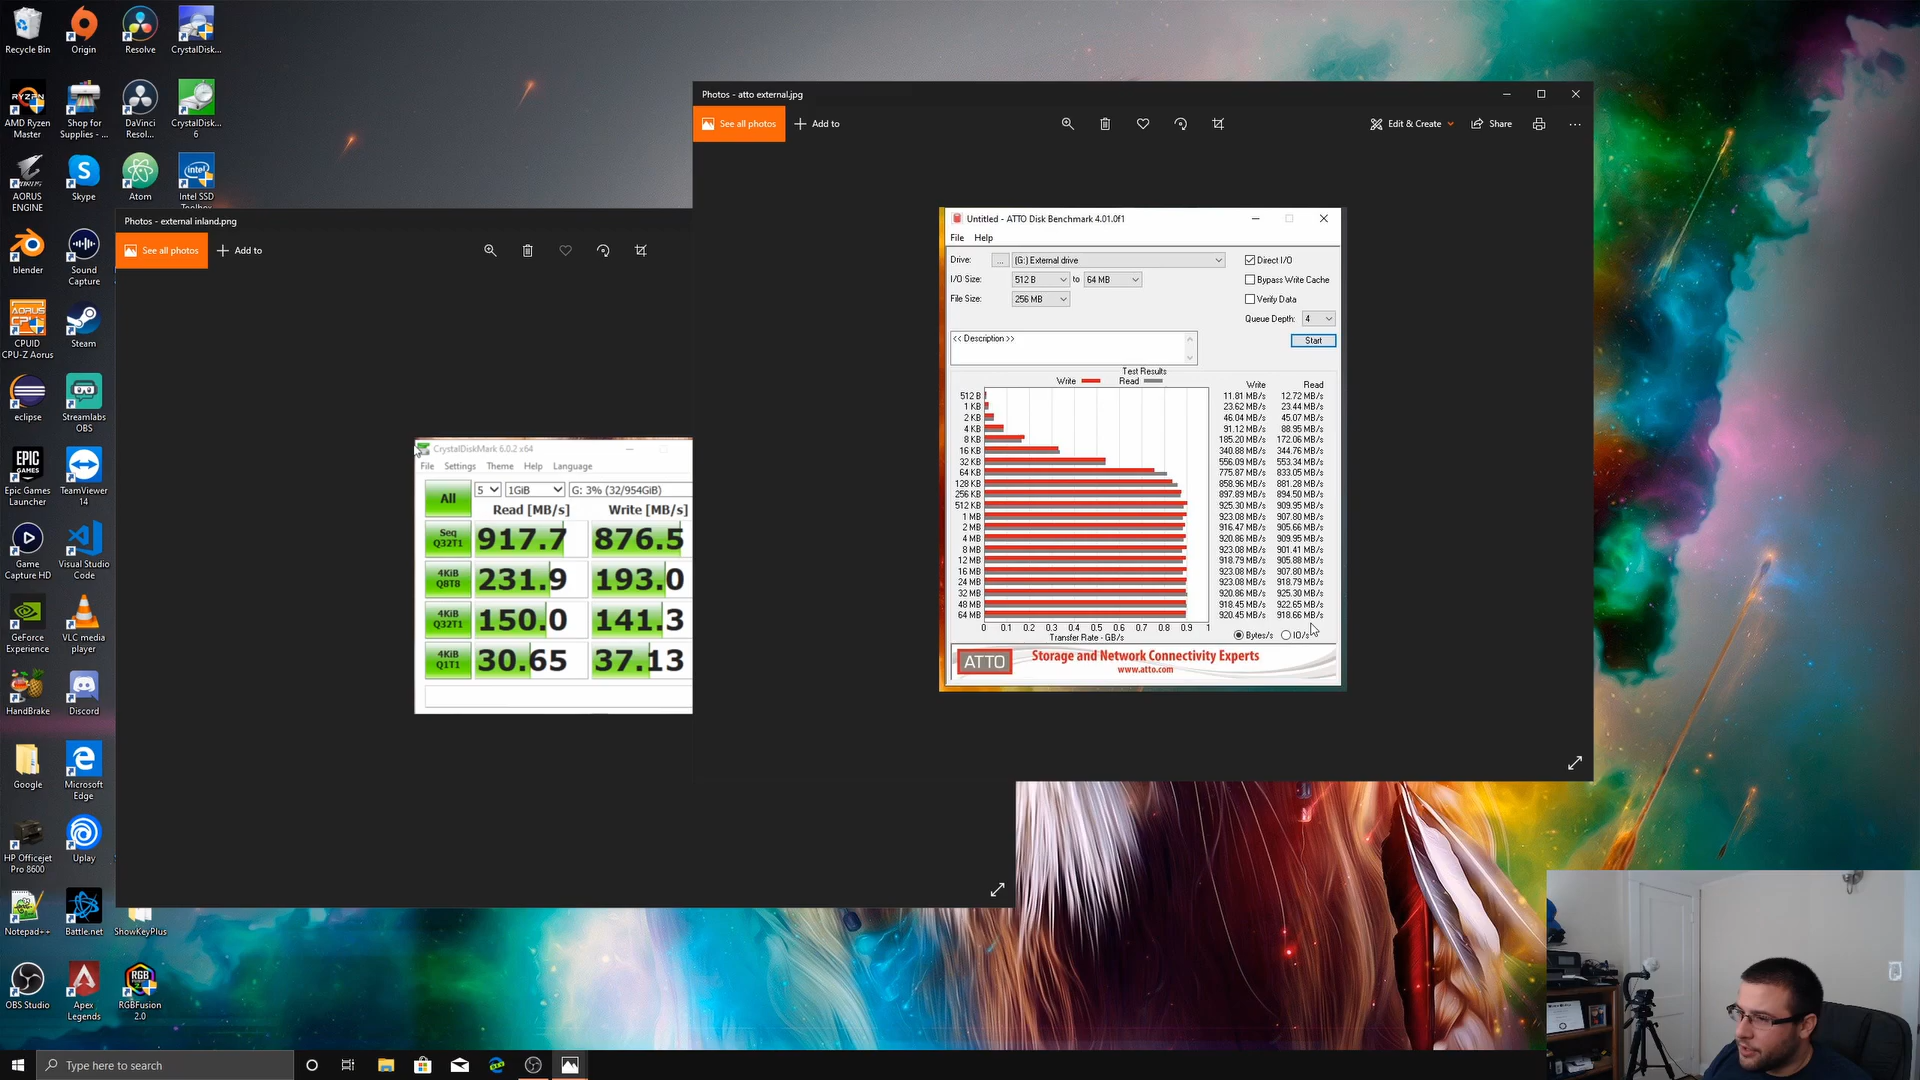 Recycle Bin
Origin
Resolve
CrystalDisk...
AMD Ryzen Master
Shop for Supplies - ...
DaVinci Resol...
CrystalDisk... 6
AORUS ENGINE
Skype
Atom
Intel SSD Toolbox
blender
Sound Capture
CPUID CPU-Z Aorus
Steam
eclipse
Streamlabs OBS
Epic Games Launcher
TeamViewer 14
Game Capture HD
Visual Studio Code
GeForce Experience
VLC media player
HandBrake
Discord
Google
Microsoft Edge
HP Officejet Pro 8600
Uplay
Notepad++
Battle.net
ShowKeyPlus
OBS Studio
Apex Legends
RGBFusion 2.0
Photos - external inland.png
See all photos
Add to
CrystalDiskMark 6.0.2 x64
File Settings Theme Help Language
All 5 1GiB G: 3% (32/954GiB)
Read [MB/s] Write [MB/s]
Seq Q32T1 917.7 876.5
4KiB Q8T8 231.9 193.0
4KiB Q32T1 150.0 141.3
4KiB Q1T1 30.65 37.13
Photos - atto external.jpg
See all photos
Add to
Edit & Create
Share
Untitled - ATTO Disk Benchmark 4.01.0f1
File Help
Drive: ... (G:) External drive
Direct I/O
I/O Size: 512 B to 64 MB
Bypass Write Cache
File Size: 256 MB
Verify Data
Queue Depth: 4
<< Description >>
Start
Test Results
Write Read
Write Read
512 B 11.81 MB/s 12.72 MB/s
1 KB 23.62 MB/s 23.44 MB/s
2 KB 46.04 MB/s 45.07 MB/s
4 KB 91.12 MB/s 88.95 MB/s
8 KB 185.20 MB/s 172.06 MB/s
16 KB 340.88 MB/s 344.76 MB/s
32 KB 556.09 MB/s 553.34 MB/s
64 KB 775.87 MB/s 833.05 MB/s
128 KB 858.96 MB/s 881.28 MB/s
256 KB 897.89 MB/s 894.50 MB/s
512 KB 925.30 MB/s 909.95 MB/s
1 MB 923.08 MB/s 907.80 MB/s
2 MB 916.47 MB/s 905.66 MB/s
4 MB 920.86 MB/s 909.95 MB/s
8 MB 923.08 MB/s 901.41 MB/s
12 MB 918.79 MB/s 905.88 MB/s
16 MB 923.08 MB/s 907.80 MB/s
24 MB 923.08 MB/s 918.79 MB/s
32 MB 920.86 MB/s 925.30 MB/s
48 MB 918.45 MB/s 922.65 MB/s
64 MB 920.45 MB/s 918.66 MB/s
0 0.1 0.2 0.3 0.4 0.5 0.6 0.7 0.8 0.9 1
Transfer Rate - GB/s
Bytes/s IO/s
ATTO
Storage and Network Connectivity Experts
www.atto.com
Type here to search